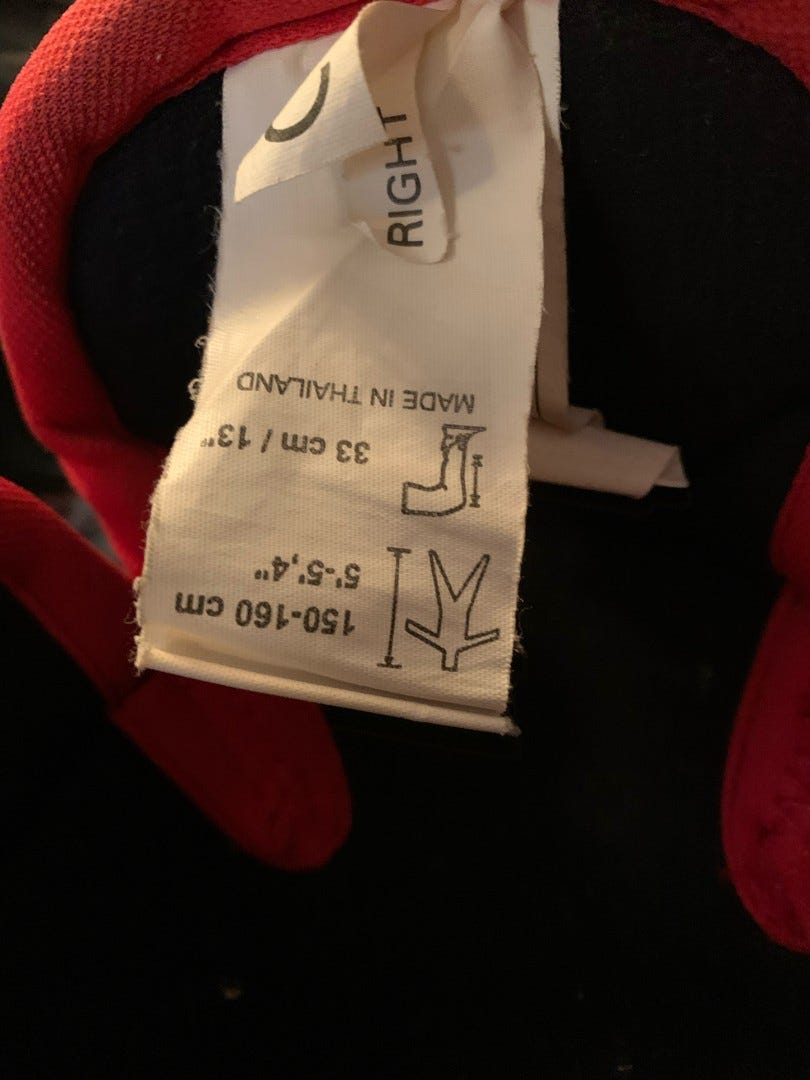 C
RIGHT
150-160 cm
5'-5',4"
33 cm / 13"
MADE IN THAILAND